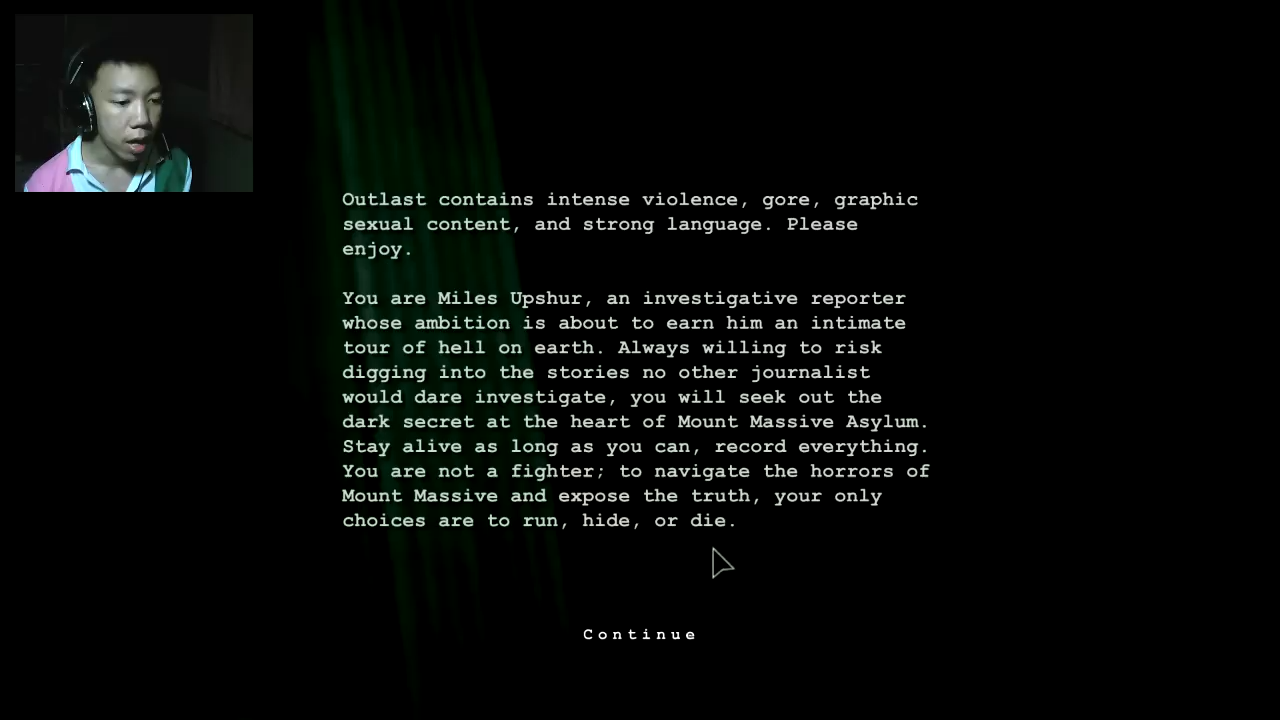 Outlast contains intense violence, gore, graphic
sexual content, and strong language. Please
enjoy.
You are Miles Upshur, an investigative reporter
whose ambition is about to earn him an intimate
tour of hell on earth. Always willing to risk
digging into the stories no other journalist
would dare investigate, you will seek out the
dark secret at the heart of Mount Massive Asylum.
Stay alive as long as you can, record everything.
You are not a fighter; to navigate the horrors of
Mount Massive and expose the truth, your only
choices are to run, hide, or die.
Continue